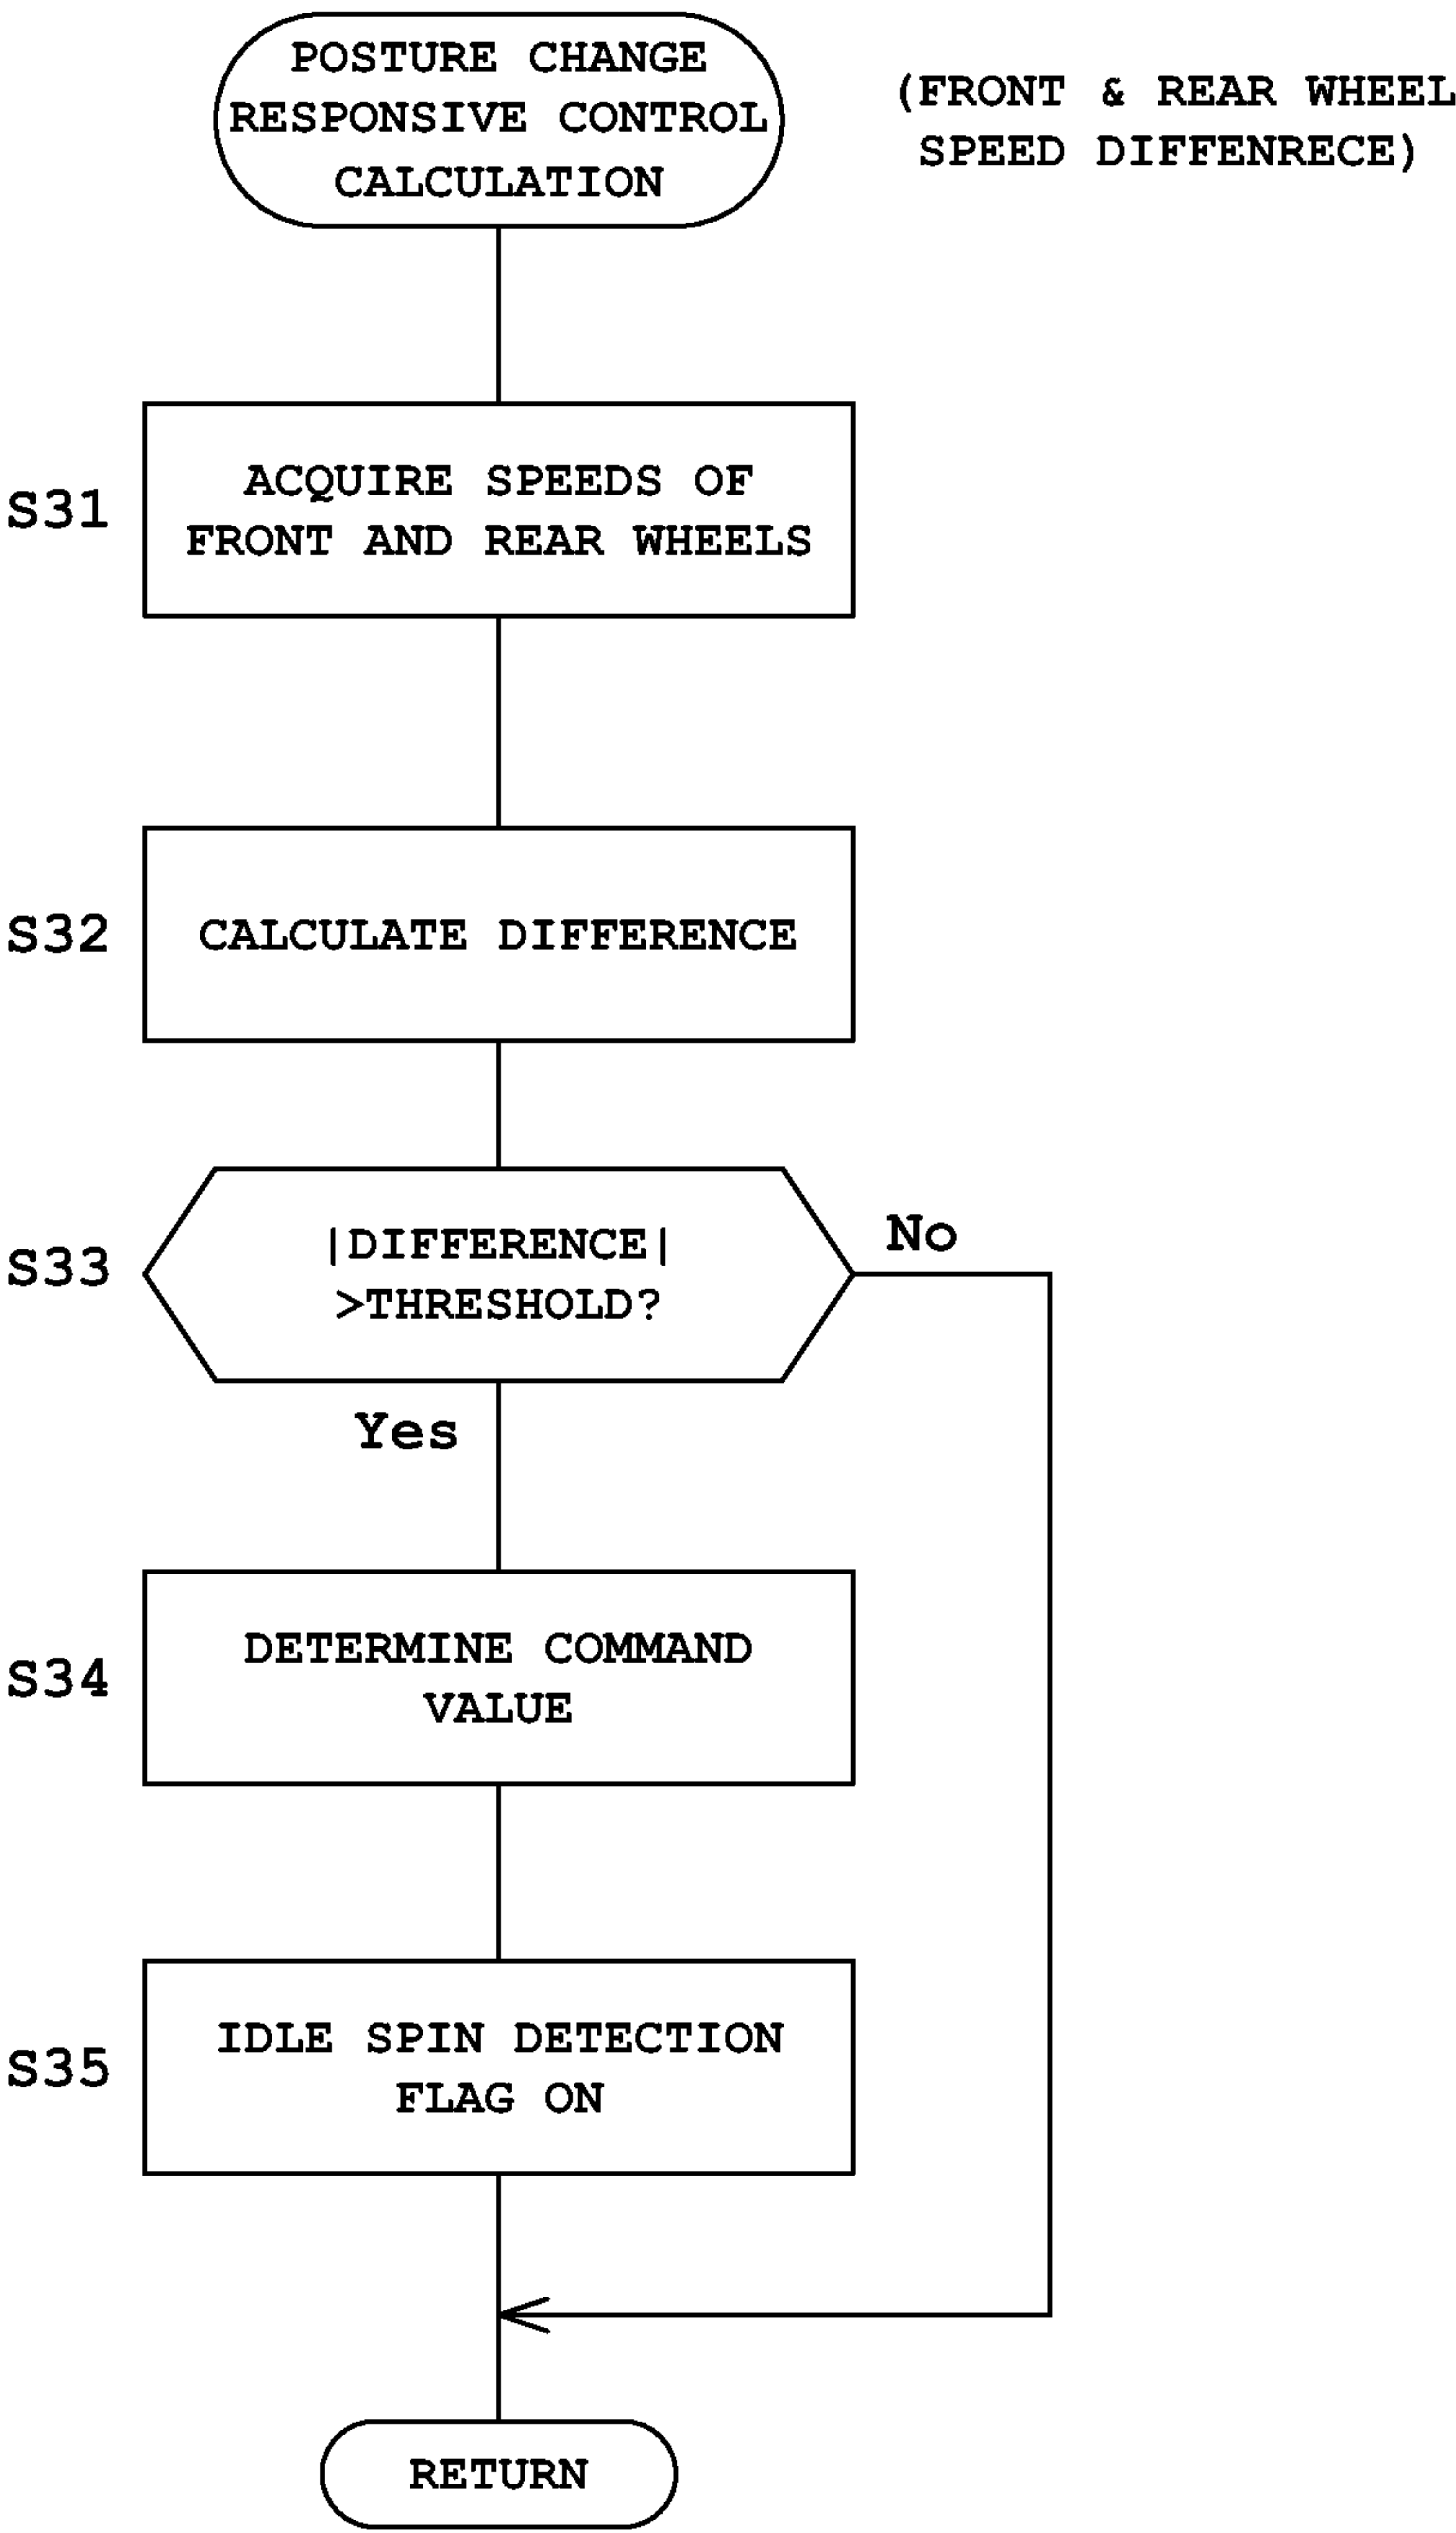 POSTURE CHANGE
RESPONSIVE CONTROL
CALCULATION
(FRONT & REAR WHEEL
SPEED DIFFENRECE)
S31
ACQUIRE SPEEDS OF
FRONT AND REAR WHEELS
S32
CALCULATE DIFFERENCE
S33
|DIFFERENCE|
>THRESHOLD?
No
Yes
S34
DETERMINE COMMAND
VALUE
S35
IDLE SPIN DETECTION
FLAG ON
RETURN